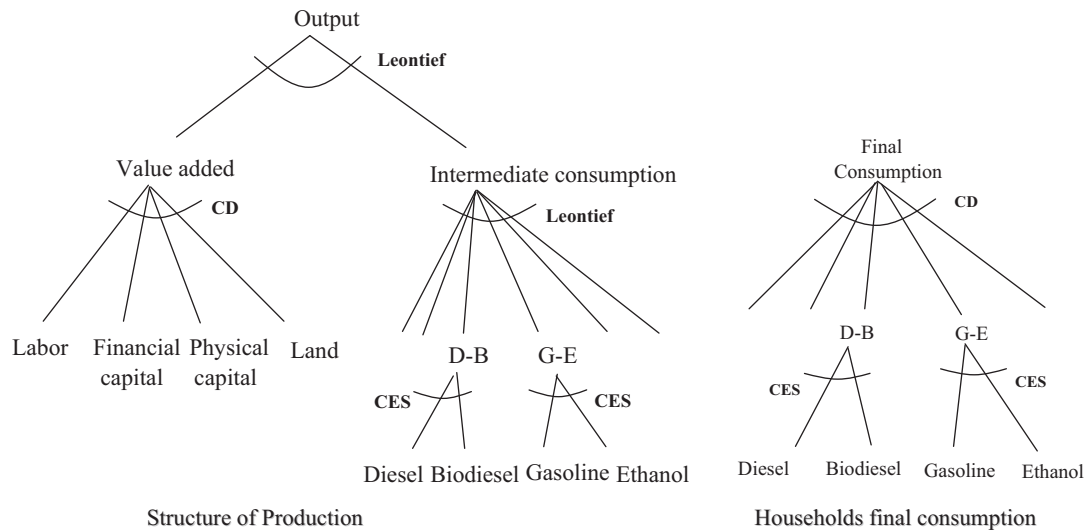 Output
Leontief
Value added
CD
Intermediate consumption
Leontief
Labor
Financial
capital
Physical
capital
Land
D-B
G-E
CES
CES
Diesel
Biodiesel
Gasoline
Ethanol
Structure of Production
Final
Consumption
CD
D-B
G-E
CES
CES
Diesel
Biodiesel
Gasoline
Ethanol
Households final consumption